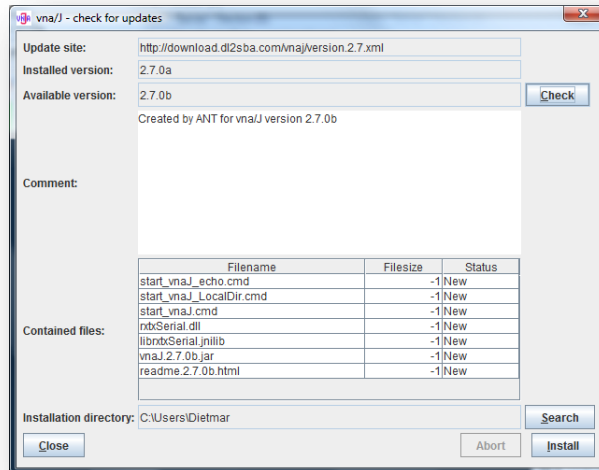 vna/J - check for updates
Update site: http://download.dl2sba.com/vnaj/version.2.7.xml
Installed version: 2.7.0a
Available version: 2.7.0b Check
Created by ANT for vna/J version 2.7.0b
Comment:
Filename Filesize Status
start_vnaJ_echo.cmd -1 New
start_vnaJ_LocalDir.cmd -1 New
start_vnaJ.cmd -1 New
rxtxSerial.dll -1 New
Contained files: librxtxSerial.jnilib -1 New
vnaJ.2.7.0b.jar -1 New
readme.2.7.0b.html -1 New
Installation directory: C:\Users\Dietmar Search
Close Abort Install